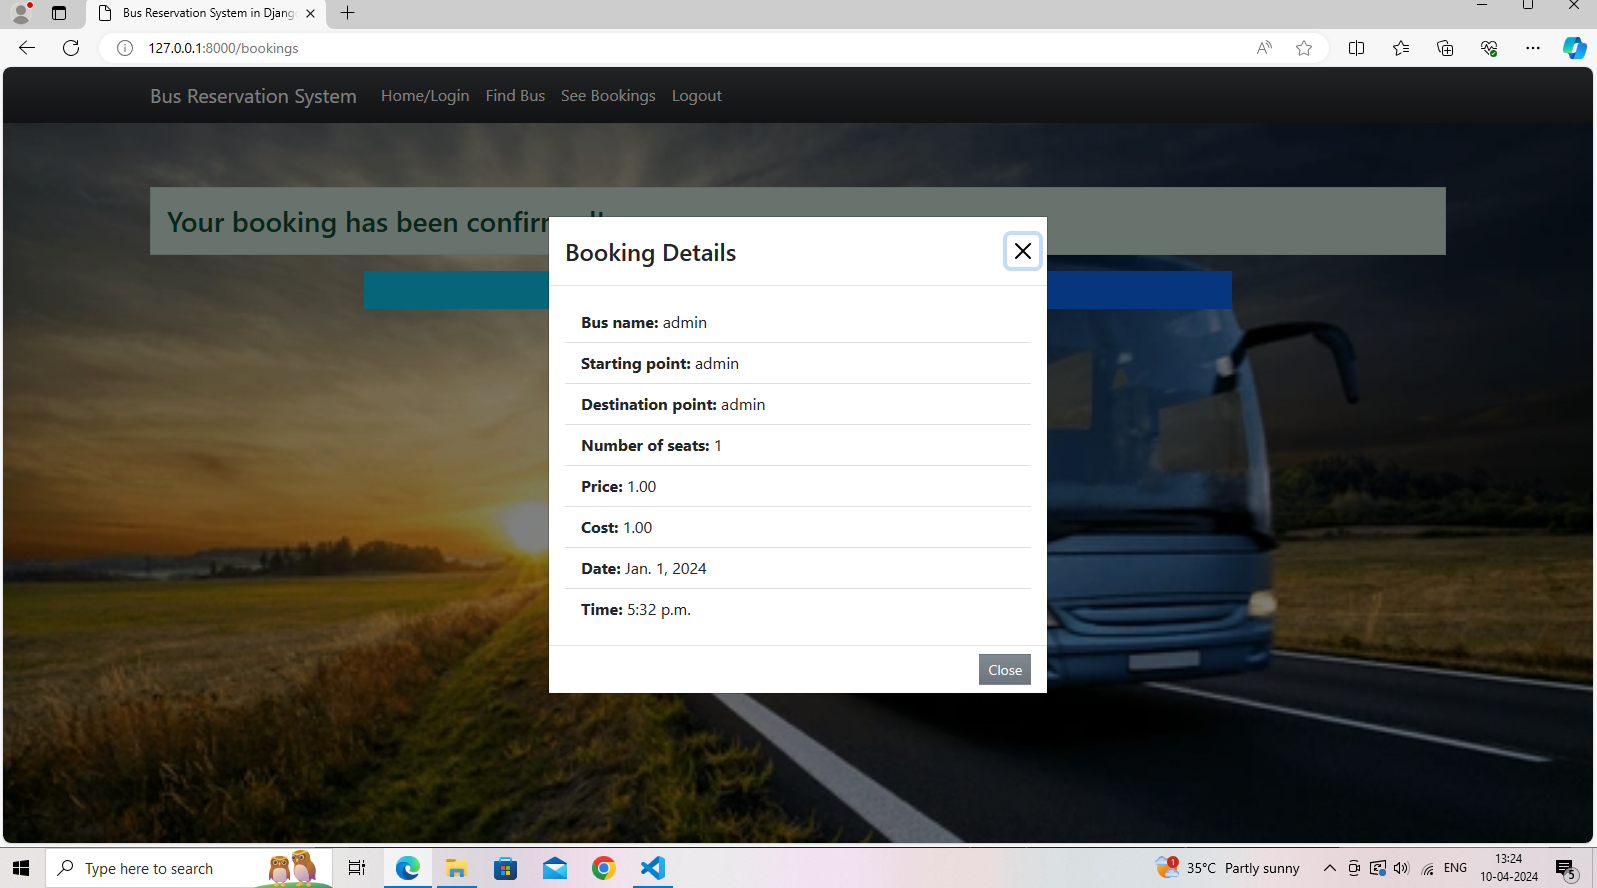 Bus Reservation System in Djang
127.0.0.1:8000/bookings
Bus Reservation System Home/Login Find Bus See Bookings Logout
Your booking has been
Booking Details
Bus name: admin
Starting point: admin
Destination point: admin
Number of seats: 1
Price: 1.00
Cost: 1.00
Date: Jan. 1, 2024
Time: 5:32 p.m.
Close
Type here to search
1
35°C Partly sunny
ENG
13:24
10-04-2024
5